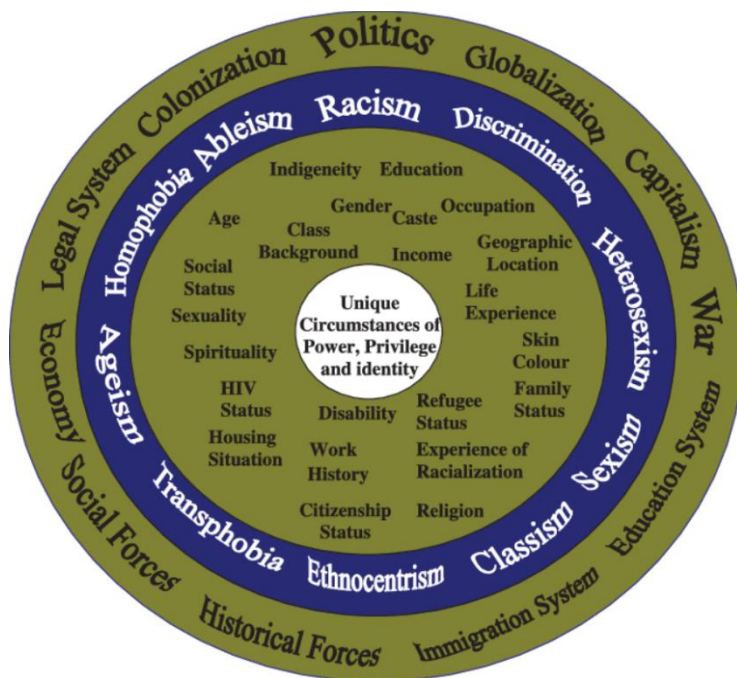 Politics
Globalization
Capitalism
War
Education System
Immigration System
Historical Forces
Social Forces
Economy
Legal System
Colonization
Racism
Discrimination
Heterosexism
Sexism
Classism
Ethnocentrism
Transphobia
Ageism
Homophobia
Ableism
Indigeneity
Education
Age
Gender
Caste
Occupation
Class
Background
Income
Geographic
Location
Social
Status
Life
Experience
Sexuality
Skin
Colour
Spirituality
HIV
Status
Family
Status
Disability
Refugee
Status
Housing
Situation
Work
History
Experience of
Racialization
Citizenship
Status
Religion
Unique
Circumstances of
Power, Privilege
and identity